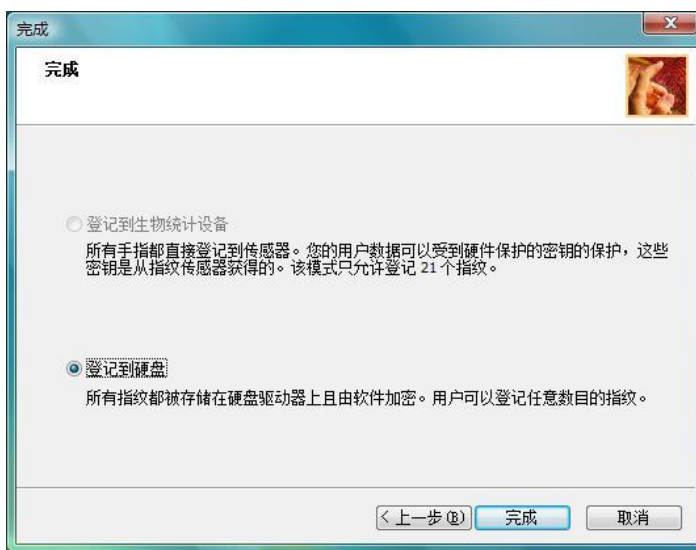 完成
完成
登记到生物统计设备
所有手指都直接登记到传感器。您的用户数据可以受到硬件保护的密钥的保护，这些
密钥是从指纹传感器获得的。该模式只允许登记 21 个指纹。
登记到硬盘
所有指纹都被存储在硬盘驱动器上且由软件加密。用户可以登记任意数目的指纹。
< 上一步(B) 完成 取消